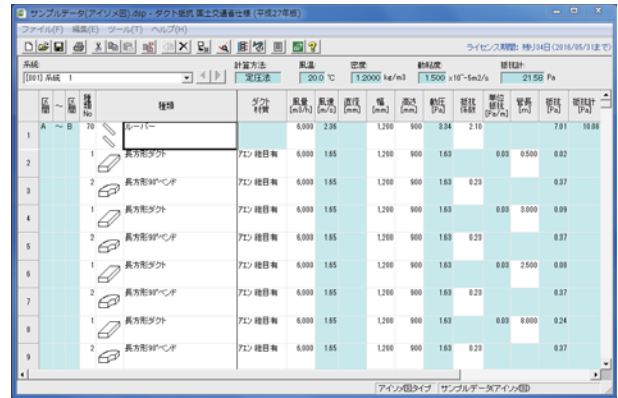 サンプルデータ(アイソメ図).dsp - ダクト抵抗 国土交通省仕様 (平成27年版)
ファイル(F) 編集(E) ツール(T) ヘルプ(H)
ライセンス期間: 残り34日 (2016/05/31まで)
系統: 計算方法: 風温: 密度: 動粘度: 抵抗計:
[001] 系統 1 定圧法 20.0 ℃ 1.2000 kg/m3 1.500 x10^-5m2/s 21.58 Pa
区間 ～ 区間 種類No 種類 ダクト材質 風量[m3/h] 風速[m/s] 直径[mm] 幅[mm] 高さ[mm] 動圧[Pa] 抵抗係数 単位抵抗[Pa/m] 管長[m] 抵抗[Pa] 抵抗計[Pa]
1 A ～ B 70 ルーバー 6,000 2.36 1,200 900 3.34 2.10 7.01
2 1 長方形ダクト アエン 継目有 6,000 1.65 1,200 900 1.63 0.03 0.500 0.02
3 2 長方形90°ベンド アエン 継目有 6,000 1.65 1,200 900 1.63 0.23 0.37
4 1 長方形ダクト アエン 継目有 6,000 1.65 1,200 900 1.63 0.03 3.000 0.09
5 2 長方形90°ベンド アエン 継目有 6,000 1.65 1,200 900 1.63 0.23 0.37
6 1 長方形ダクト アエン 継目有 6,000 1.65 1,200 900 1.63 0.03 2.500 0.08
7 2 長方形90°ベンド アエン 継目有 6,000 1.65 1,200 900 1.63 0.23 0.37
8 1 長方形ダクト アエン 継目有 6,000 1.65 1,200 900 1.63 0.03 8.000 0.24
9 2 長方形90°ベンド アエン 継目有 6,000 1.65 1,200 900 1.63 0.23 0.37
アイソメ図タイプ サンプルデータ(アイソメ図)